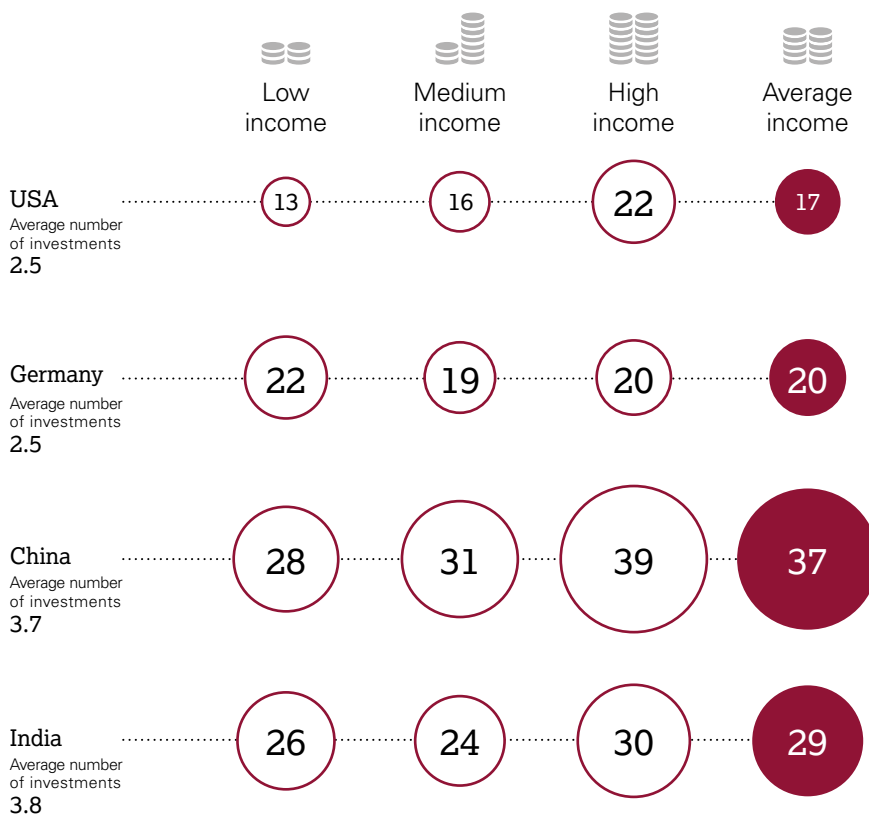 Low
income
Medium
income
High
income
Average
income
USA
Average number
of investments
2.5
13
16
22
17
Germany
Average number
of investments
2.5
22
19
20
20
China
Average number
of investments
3.7
28
31
39
37
India
Average number
of investments
3.8
26
24
30
29